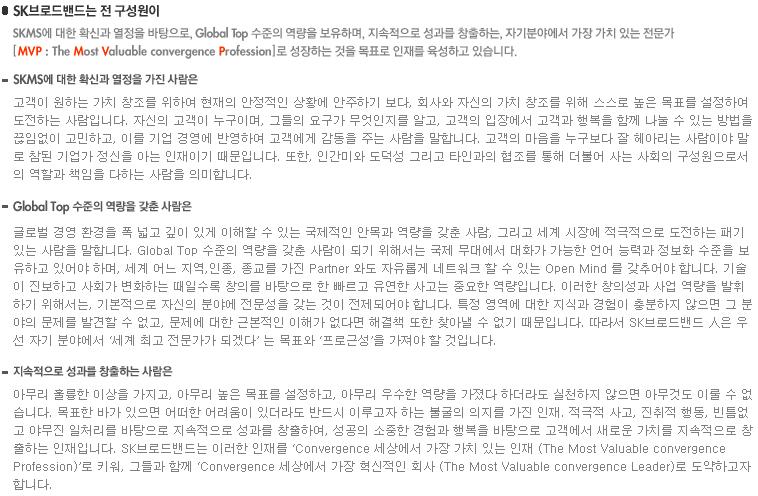 SK브로드밴드는 전 구성원이
SKMS에 대한 확신과 열정을 바탕으로, Global Top 수준의 역량을 보유하며, 지속적으로 성과를 창출하는, 자기분야에서 가장 가치 있는 전문가
[MVP : The Most Valuable convergence Profession]로 성장하는 것을 목표로 인재를 육성하고 있습니다.
- SKMS에 대한 확신과 열정을 가진 사람은
고객이 원하는 가치 창조를 위하여 현재의 안정적인 상황에 안주하기 보다, 회사와 자신의 가치 창조를 위해 스스로 높은 목표를 설정하여
도전하는 사람입니다. 자신의 고객이 누구이며, 그들의 요구가 무엇인지를 알고, 고객의 입장에서 고객과 행복을 함께 나눌 수 있는 방법을
끊임없이 고민하고, 이를 기업 경영에 반영하여 고객에게 감동을 주는 사람을 말합니다. 고객의 마음을 누구보다 잘 헤아리는 사람이야 말
로 참된 기업가 정신을 아는 인재이기 때문입니다. 또한, 인간미와 도덕성 그리고 타인과의 협조를 통해 더불어 사는 사회의 구성원으로서
의 역할과 책임을 다하는 사람을 의미합니다.
- Global Top 수준의 역량을 갖춘 사람은
글로벌 경영 환경을 폭 넓고 깊이 있게 이해할 수 있는 국제적인 안목과 역량을 갖춘 사람, 그리고 세계 시장에 적극적으로 도전하는 패기
있는 사람을 말합니다. Global Top 수준의 역량을 갖춘 사람이 되기 위해서는 국제 무대에서 대화가 가능한 언어 능력과 정보화 수준을 보
유하고 있어야 하며, 세계 어느 지역,인종, 종교를 가진 Partner 와도 자유롭게 네트워크 할 수 있는 Open Mind 를 갖추어야 합니다. 기술
이 진보하고 사회가 변화하는 때일수록 창의를 바탕으로 한 빠르고 유연한 사고는 중요한 역량입니다. 이러한 창의성과 사업 역량을 발휘
하기 위해서는, 기본적으로 자신의 분야에 전문성을 갖는 것이 전제되어야 합니다. 특정 영역에 대한 지식과 경험이 충분하지 않으면 그 분
야의 문제를 발견할 수 없고, 문제에 대한 근본적인 이해가 없다면 해결책 또한 찾아낼 수 없기 때문입니다. 따라서 SK브로드밴드 人은 우
선 자기 분야에서 ‘세계 최고 전문가가 되겠다’ 는 목표와 ‘프로근성’을 가져야 할 것입니다.
- 지속적으로 성과를 창출하는 사람은
아무리 훌륭한 이상을 가지고, 아무리 높은 목표를 설정하고, 아무리 우수한 역량을 가졌다 하더라도 실천하지 않으면 아무것도 이룰 수 없
습니다. 목표한 바가 있으면 어떠한 어려움이 있더라도 반드시 이루고자 하는 불굴의 의지를 가진 인재. 적극적 사고, 진취적 행동, 빈틈없
고 야무진 일처리를 바탕으로 지속적으로 성과를 창출하여, 성공의 소중한 경험과 행복을 바탕으로 고객에서 새로운 가치를 지속적으로 창
출하는 인재입니다. SK브로드밴드는 이러한 인재를 ‘Convergence 세상에서 가장 가치 있는 인재 (The Most Valuable convergence
Profession)’로 키워, 그들과 함께 ‘Convergence 세상에서 가장 혁신적인 회사 (The Most Valuable convergence Leader)로 도약하고자
합니다.